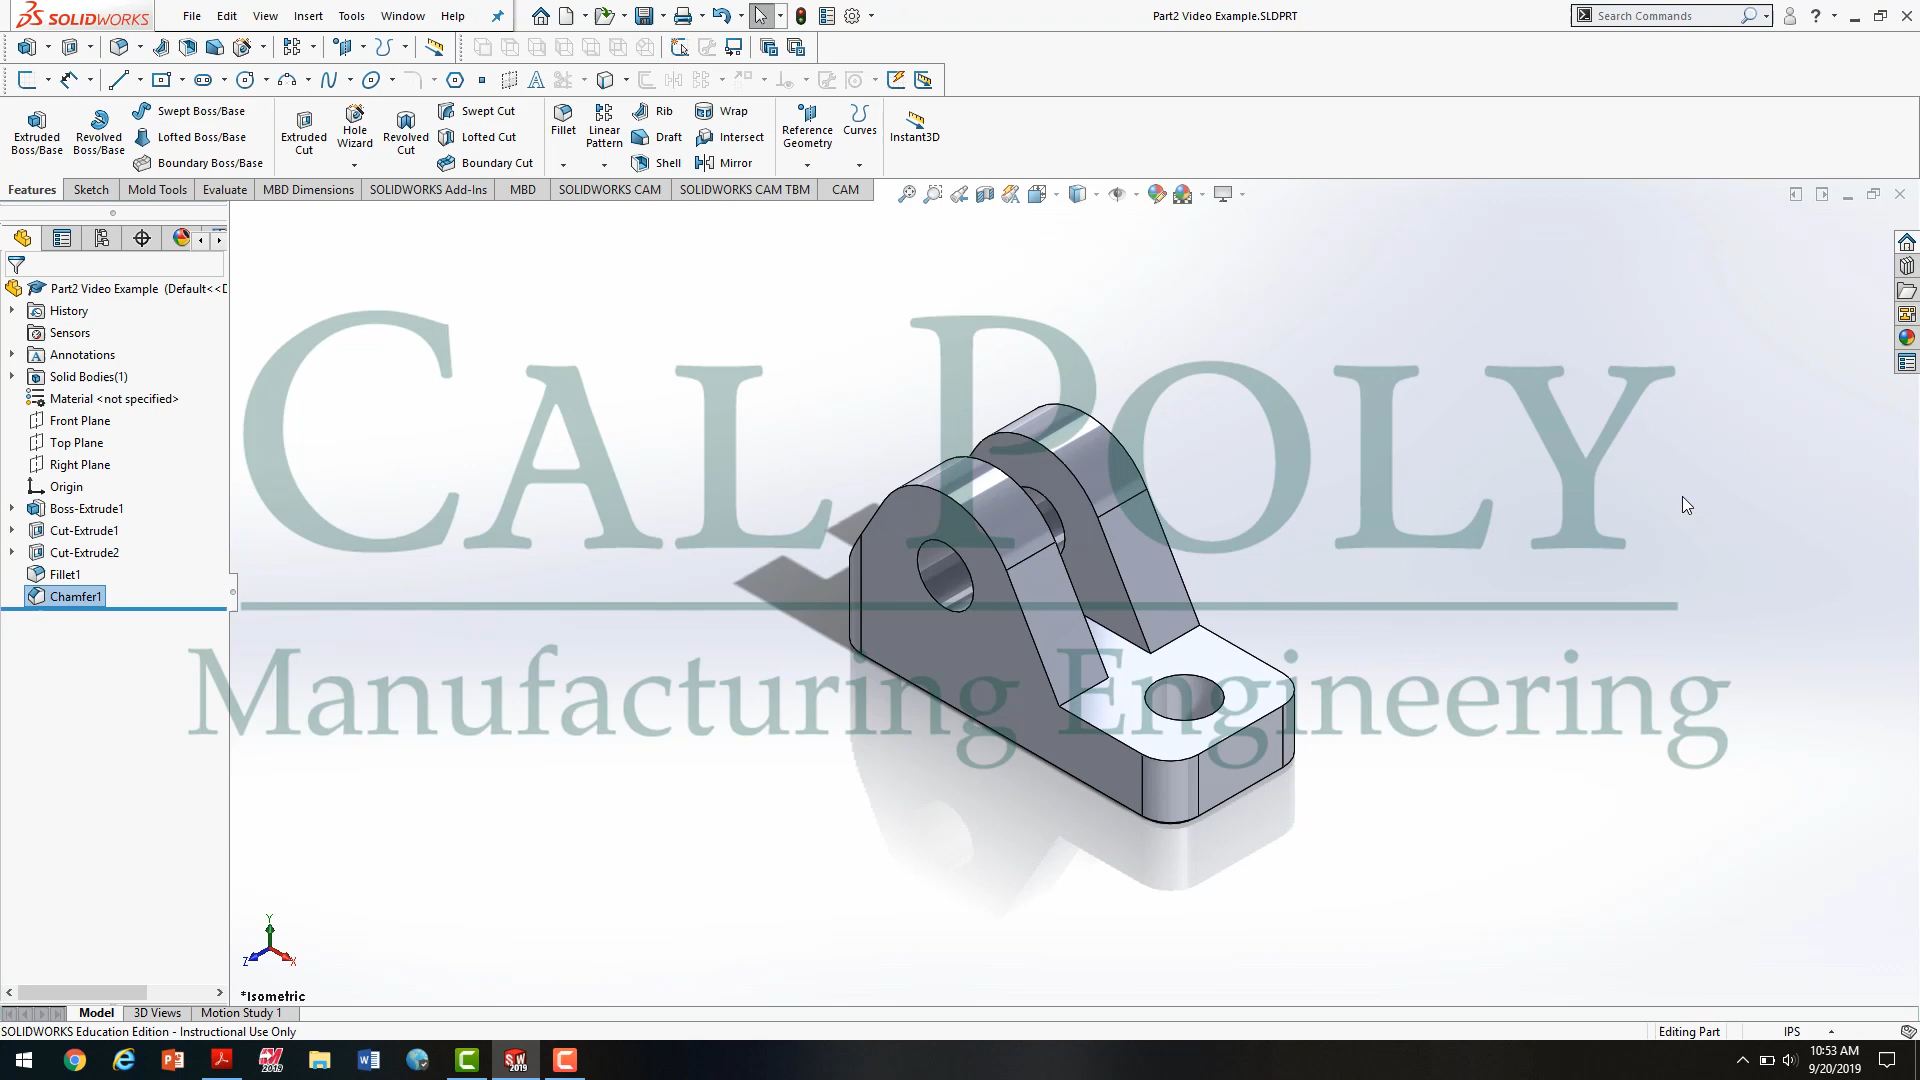 SOLIDWORKS File Edit View Insert Tools Window Help Part2 Video Example.SLDPRT Search Commands
Extruded Boss/Base
Revolved Boss/Base
Swept Boss/Base
Lofted Boss/Base
Boundary Boss/Base
Extruded Cut
Hole Wizard
Revolved Cut
Swept Cut
Lofted Cut
Boundary Cut
Fillet
Linear Pattern
Rib
Draft
Shell
Wrap
Intersect
Mirror
Reference Geometry
Curves
Instant3D
Features Sketch Mold Tools Evaluate MBD Dimensions SOLIDWORKS Add-Ins MBD SOLIDWORKS CAM SOLIDWORKS CAM TBM CAM
Part2 Video Example (Default<<D
History
Sensors
Annotations
Solid Bodies(1)
Material <not specified>
Front Plane
Top Plane
Right Plane
Origin
Boss-Extrude1
Cut-Extrude1
Cut-Extrude2
Fillet1
Chamfer1
CAL POLY
Manufacturing Engineering
Y
Z X
*Isometric
Model 3D Views Motion Study 1
SOLIDWORKS Education Edition - Instructional Use Only Editing Part IPS
10:53 AM
9/20/2019